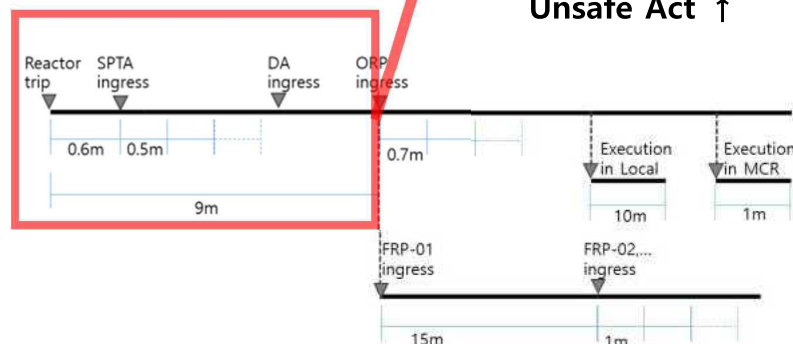 Unsafe Act ↑
Reactor
trip
SPTA
ingress
DA
ingress
ORP
ingress
0.6m
0.5m
0.7m
9m
Execution
in Local
Execution
in MCR
10m
1m
FRP-01
ingress
FRP-02,...
ingress
15m
1m